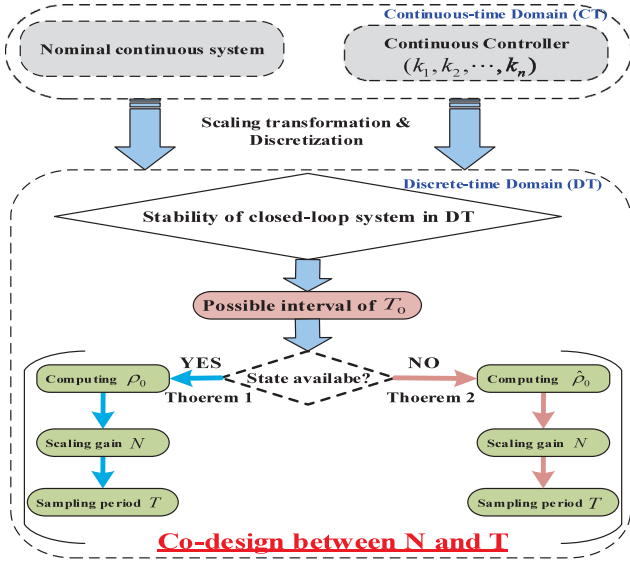 Continuous-time Domain (CT)
Nominal continuous system
Continuous Controller
(k₁, k₂, ⋯, kₙ)
Scaling transformation &
Discretization
Discrete-time Domain (DT)
Stability of closed-loop system in DT
Possible interval of T₀
YES
NO
State availabe?
Thoerem 1
Thoerem 2
Computing ρ₀
Computing ρ̂₀
Scaling gain N
Scaling gain N
Sampling period T
Sampling period T
Co-design between N and T